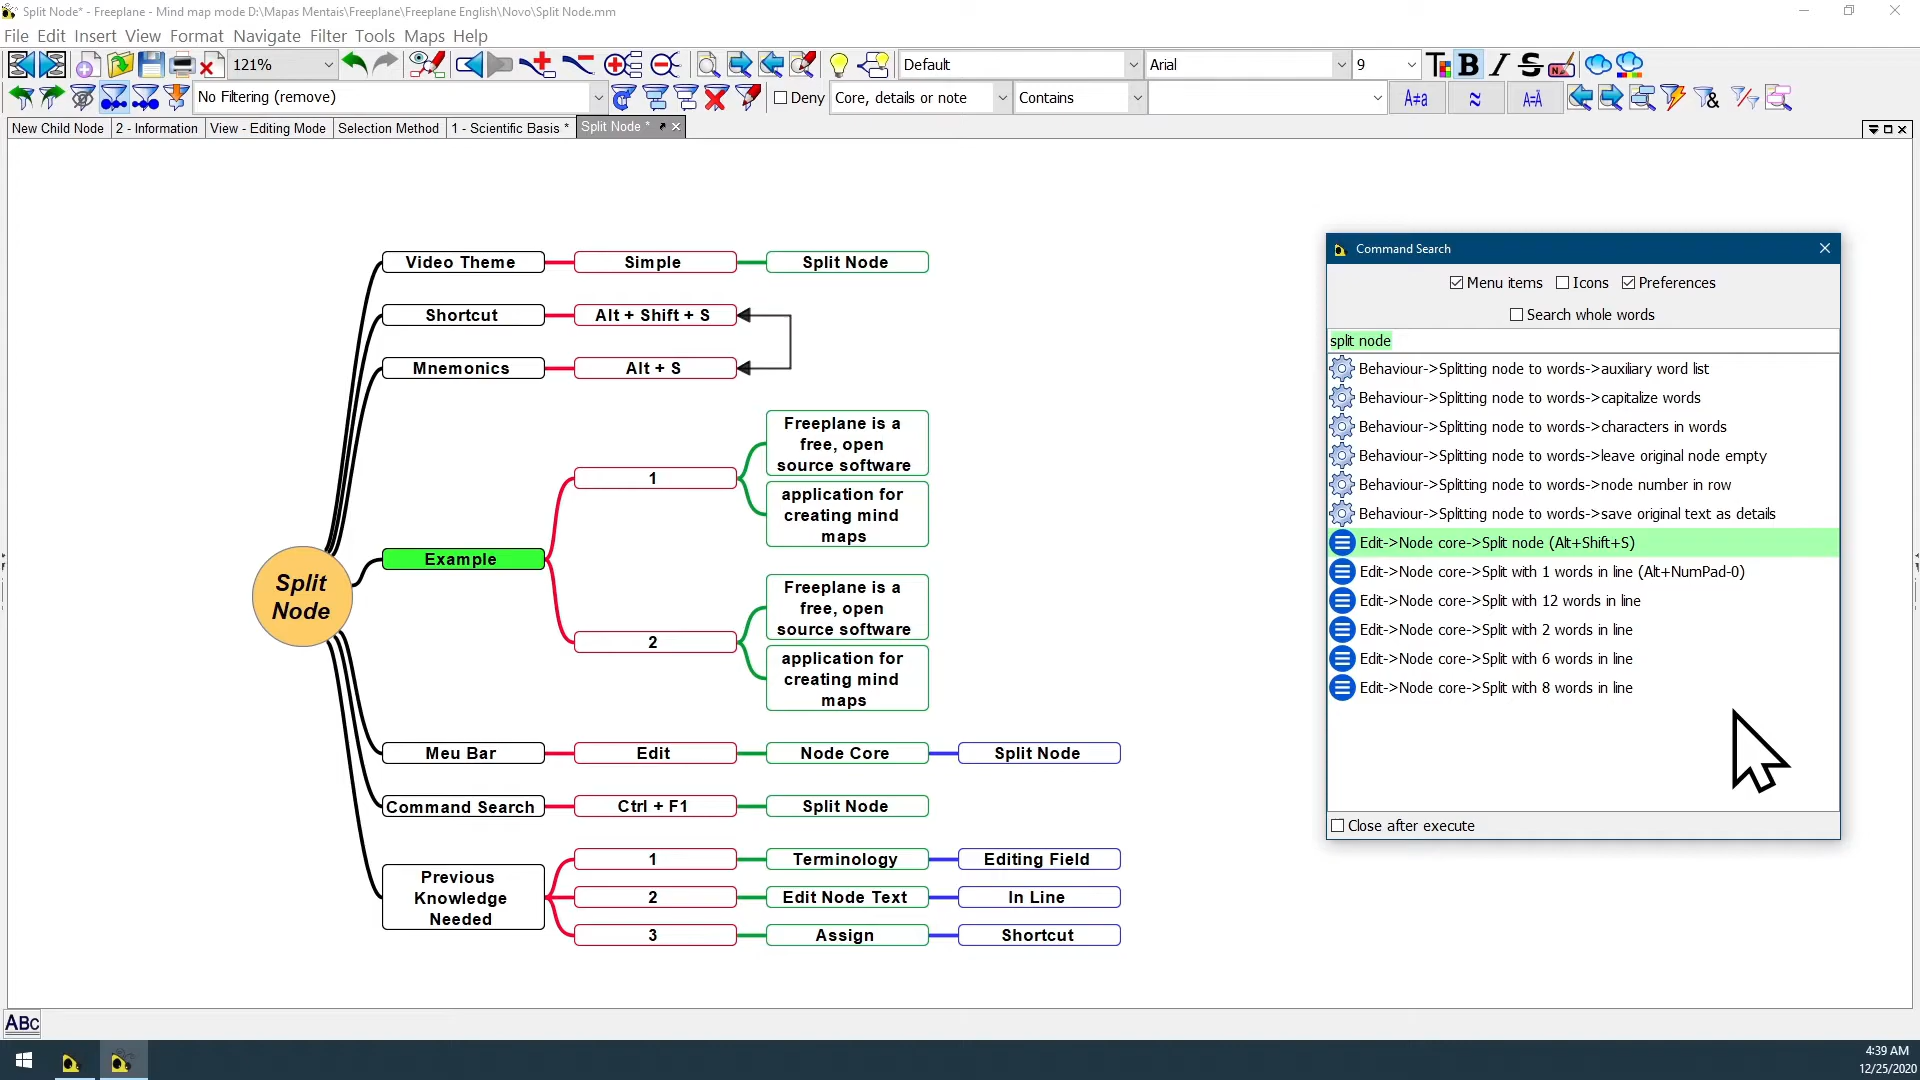 Split Node* - Freeplane - Mind map mode D:\Mapas Mentais\Freeplane\Freeplane English\Novo\Split Node.mm
File Edit Insert View Format Navigate Filter Tools Maps Help
121%
Default
Arial
9
No Filtering (remove)
Deny
Core, details or note
Contains
A≠a
≈
A=Ä
New Child Node
2 - Information
View - Editing Mode
Selection Method
1 - Scientific Basis *
Split Node *
Split
Node
Video Theme
Simple
Split Node
Shortcut
Alt + Shift + S
Mnemonics
Alt + S
Example
1
Freeplane is a
free, open
source software
application for
creating mind
maps
2
Freeplane is a
free, open
source software
application for
creating mind
maps
Meu Bar
Edit
Node Core
Split Node
Command Search
Ctrl + F1
Split Node
Previous
Knowledge
Needed
1
Terminology
Editing Field
2
Edit Node Text
In Line
3
Assign
Shortcut
Command Search
Menu items
Icons
Preferences
Search whole words
split node
Behaviour->Splitting node to words->auxiliary word list
Behaviour->Splitting node to words->capitalize words
Behaviour->Splitting node to words->characters in words
Behaviour->Splitting node to words->leave original node empty
Behaviour->Splitting node to words->node number in row
Behaviour->Splitting node to words->save original text as details
Edit->Node core->Split node (Alt+Shift+S)
Edit->Node core->Split with 1 words in line (Alt+NumPad-0)
Edit->Node core->Split with 12 words in line
Edit->Node core->Split with 2 words in line
Edit->Node core->Split with 6 words in line
Edit->Node core->Split with 8 words in line
Close after execute
ABC
4:39 AM
12/25/2020